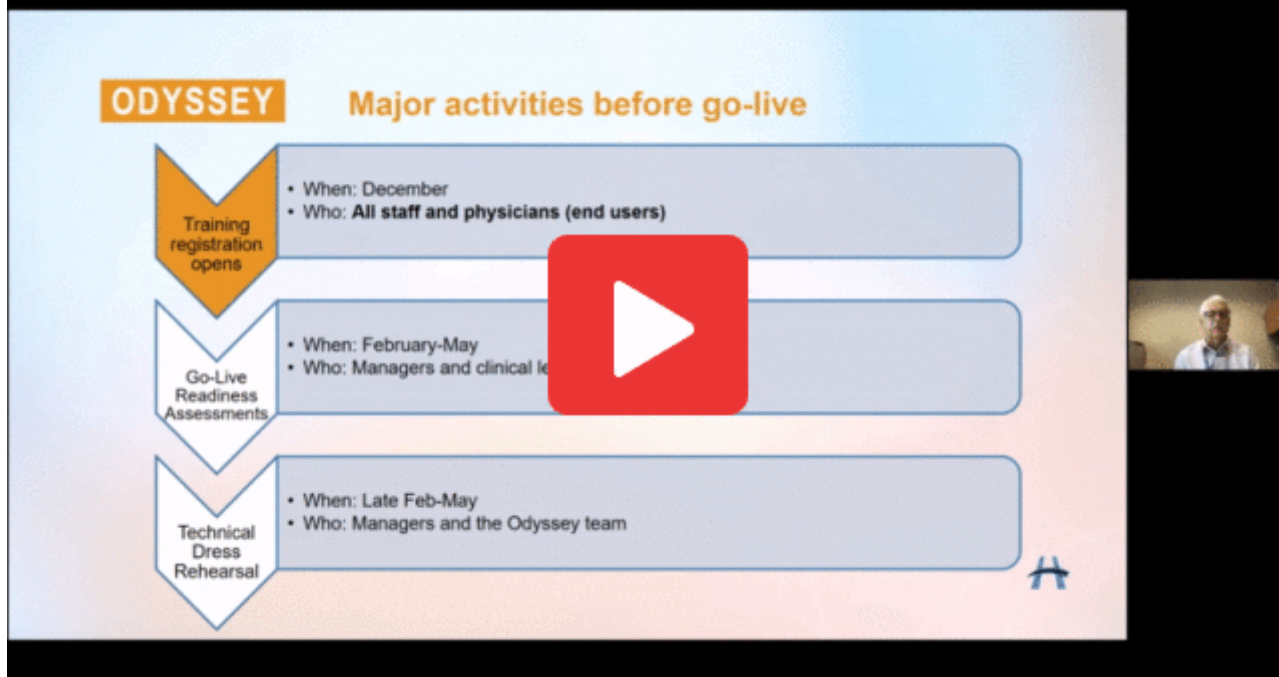 ODYSSEY
Major activities before go-live
Training
registration
opens
• When: December
• Who: All staff and physicians (end users)
Go-Live
Readiness
Assessments
• When: February-May
• Who: Managers and clinical
Technical
Dress
Rehearsal
• When: Late Feb-May
• Who: Managers and the Odyssey team